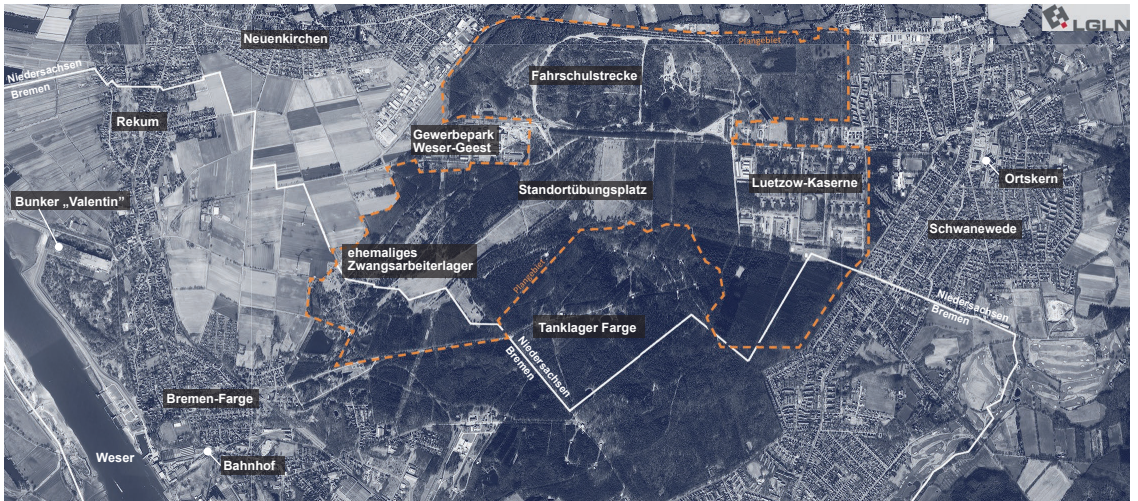 LGLN
Neuenkirchen
Plangebiet
Niedersachsen
Bremen
Fahrschulstrecke
Rekum
Gewerbepark
Weser-Geest
Ortskern
Standortübungsplatz
Luetzow-Kaserne
Bunker „Valentin”
Schwanewede
ehemaliges
Zwangsarbeiterlager
Plangebiet
Niedersachsen
Bremen
Tanklager Farge
Niedersachsen
Bremen
Bremen-Farge
Weser
Bahnhof